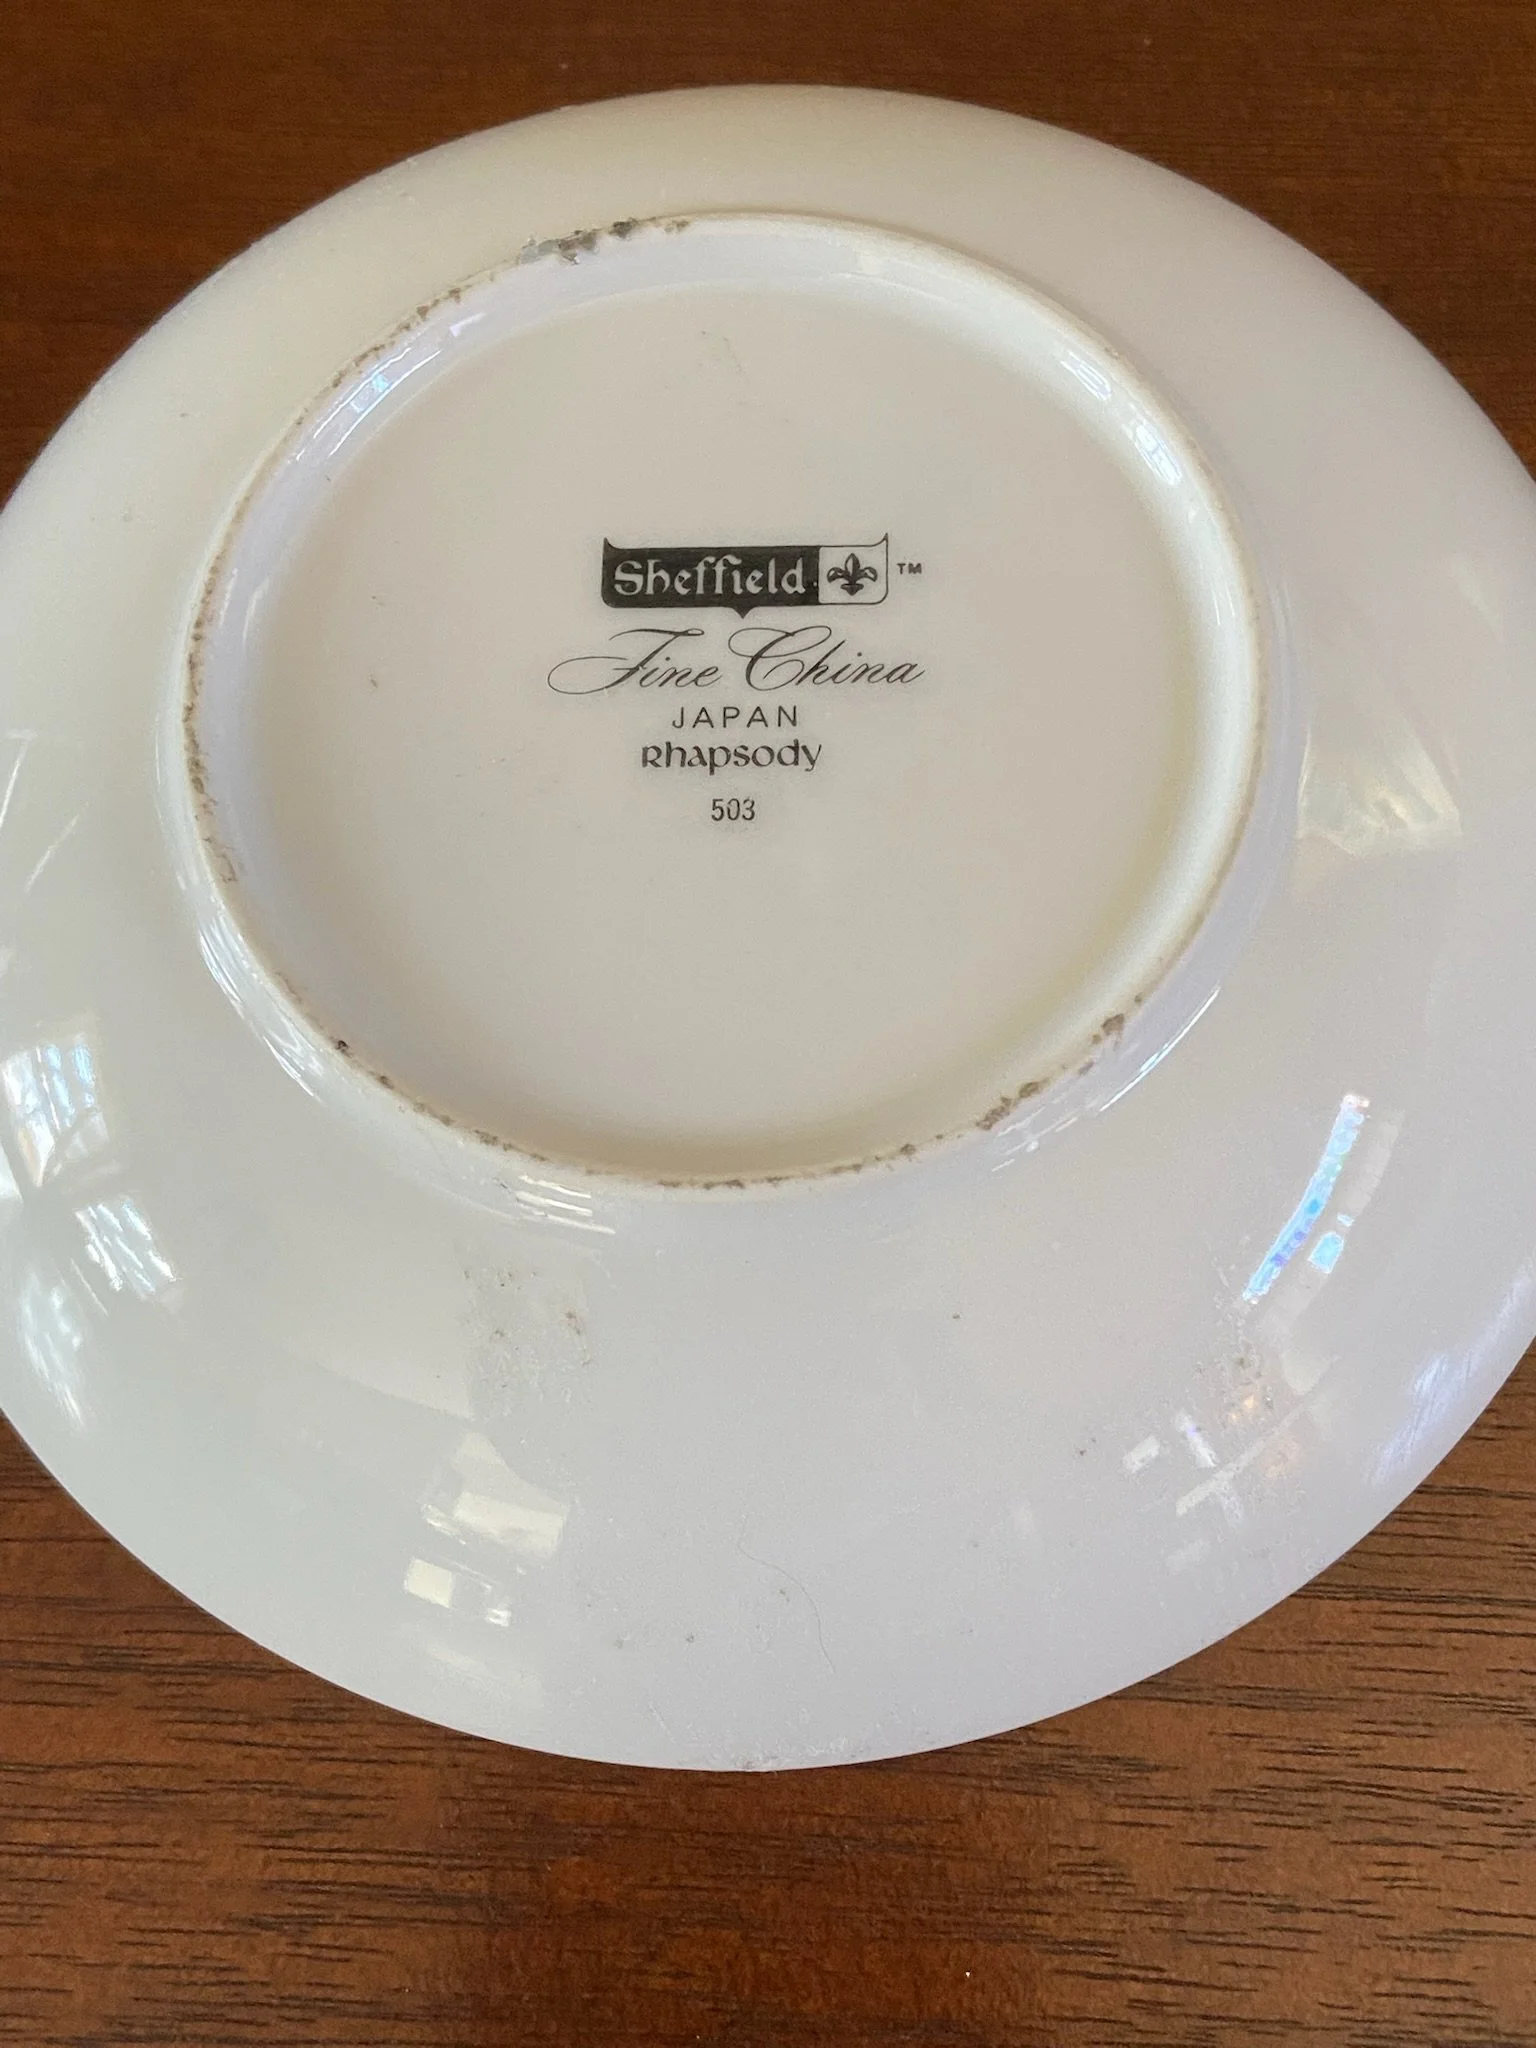 Sheffield ™
Fine China
JAPAN
Rhapsody
503